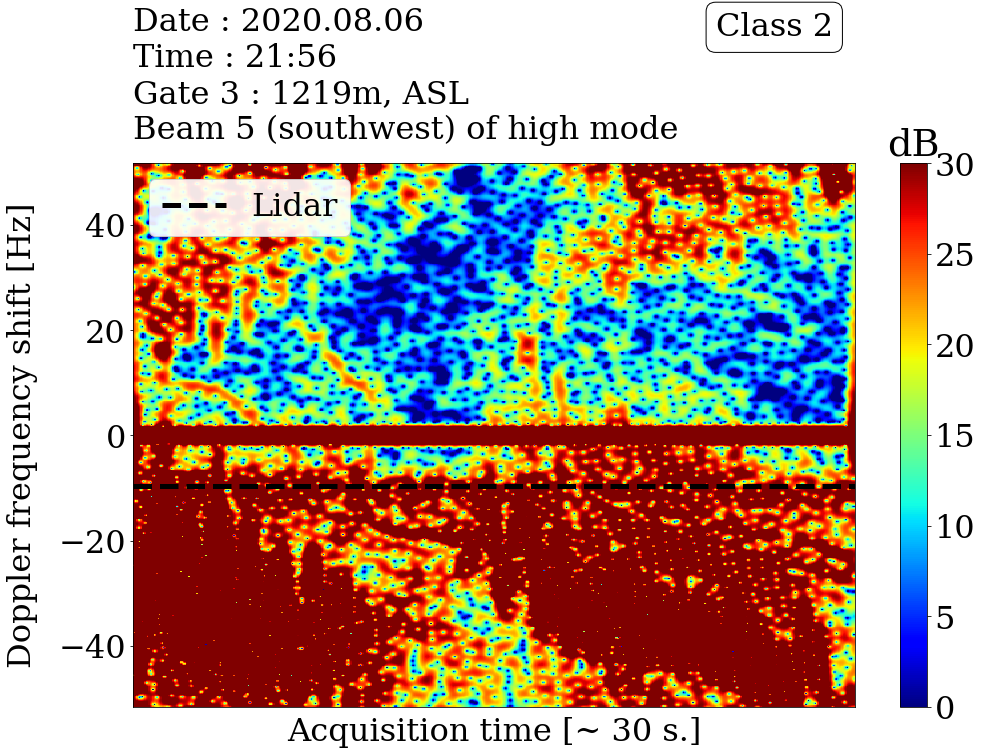 Date : 2020.08.06
Time : 21:56
Gate 3 : 1219m, ASL
Beam 5 (southwest) of high mode
Class 2
dB
Lidar
Doppler frequency shift [Hz]
40
20
0
−20
−40
30
25
20
15
10
5
0
Acquisition time [~ 30 s.]